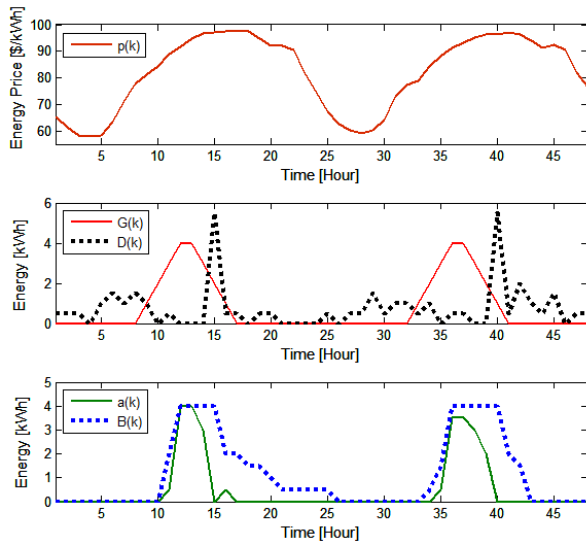 Energy Price [$/kWh]
100
90
80
70
60
p(k)
5 10 15 20 25 30 35 40 45
Time [Hour]
Energy [kWh]
6
4
2
0
G(k)
D(k)
5 10 15 20 25 30 35 40 45
Time [Hour]
Energy [kWh]
5
4
3
2
1
0
a(k)
B(k)
5 10 15 20 25 30 35 40 45
Time [Hour]